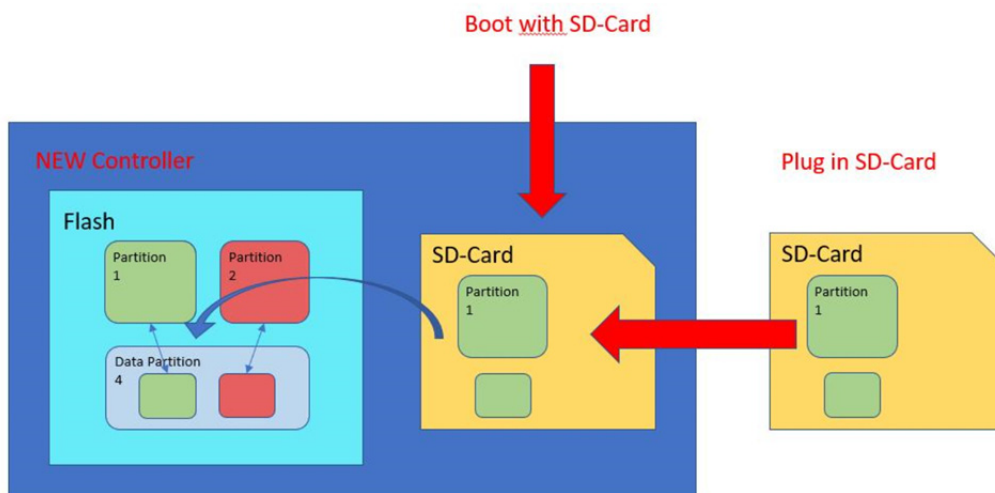 Boot with SD-Card
NEW Controller
Plug in SD-Card
Flash
Partition
1
Partition
2
Data Partition
4
SD-Card
Partition
1
SD-Card
Partition
1